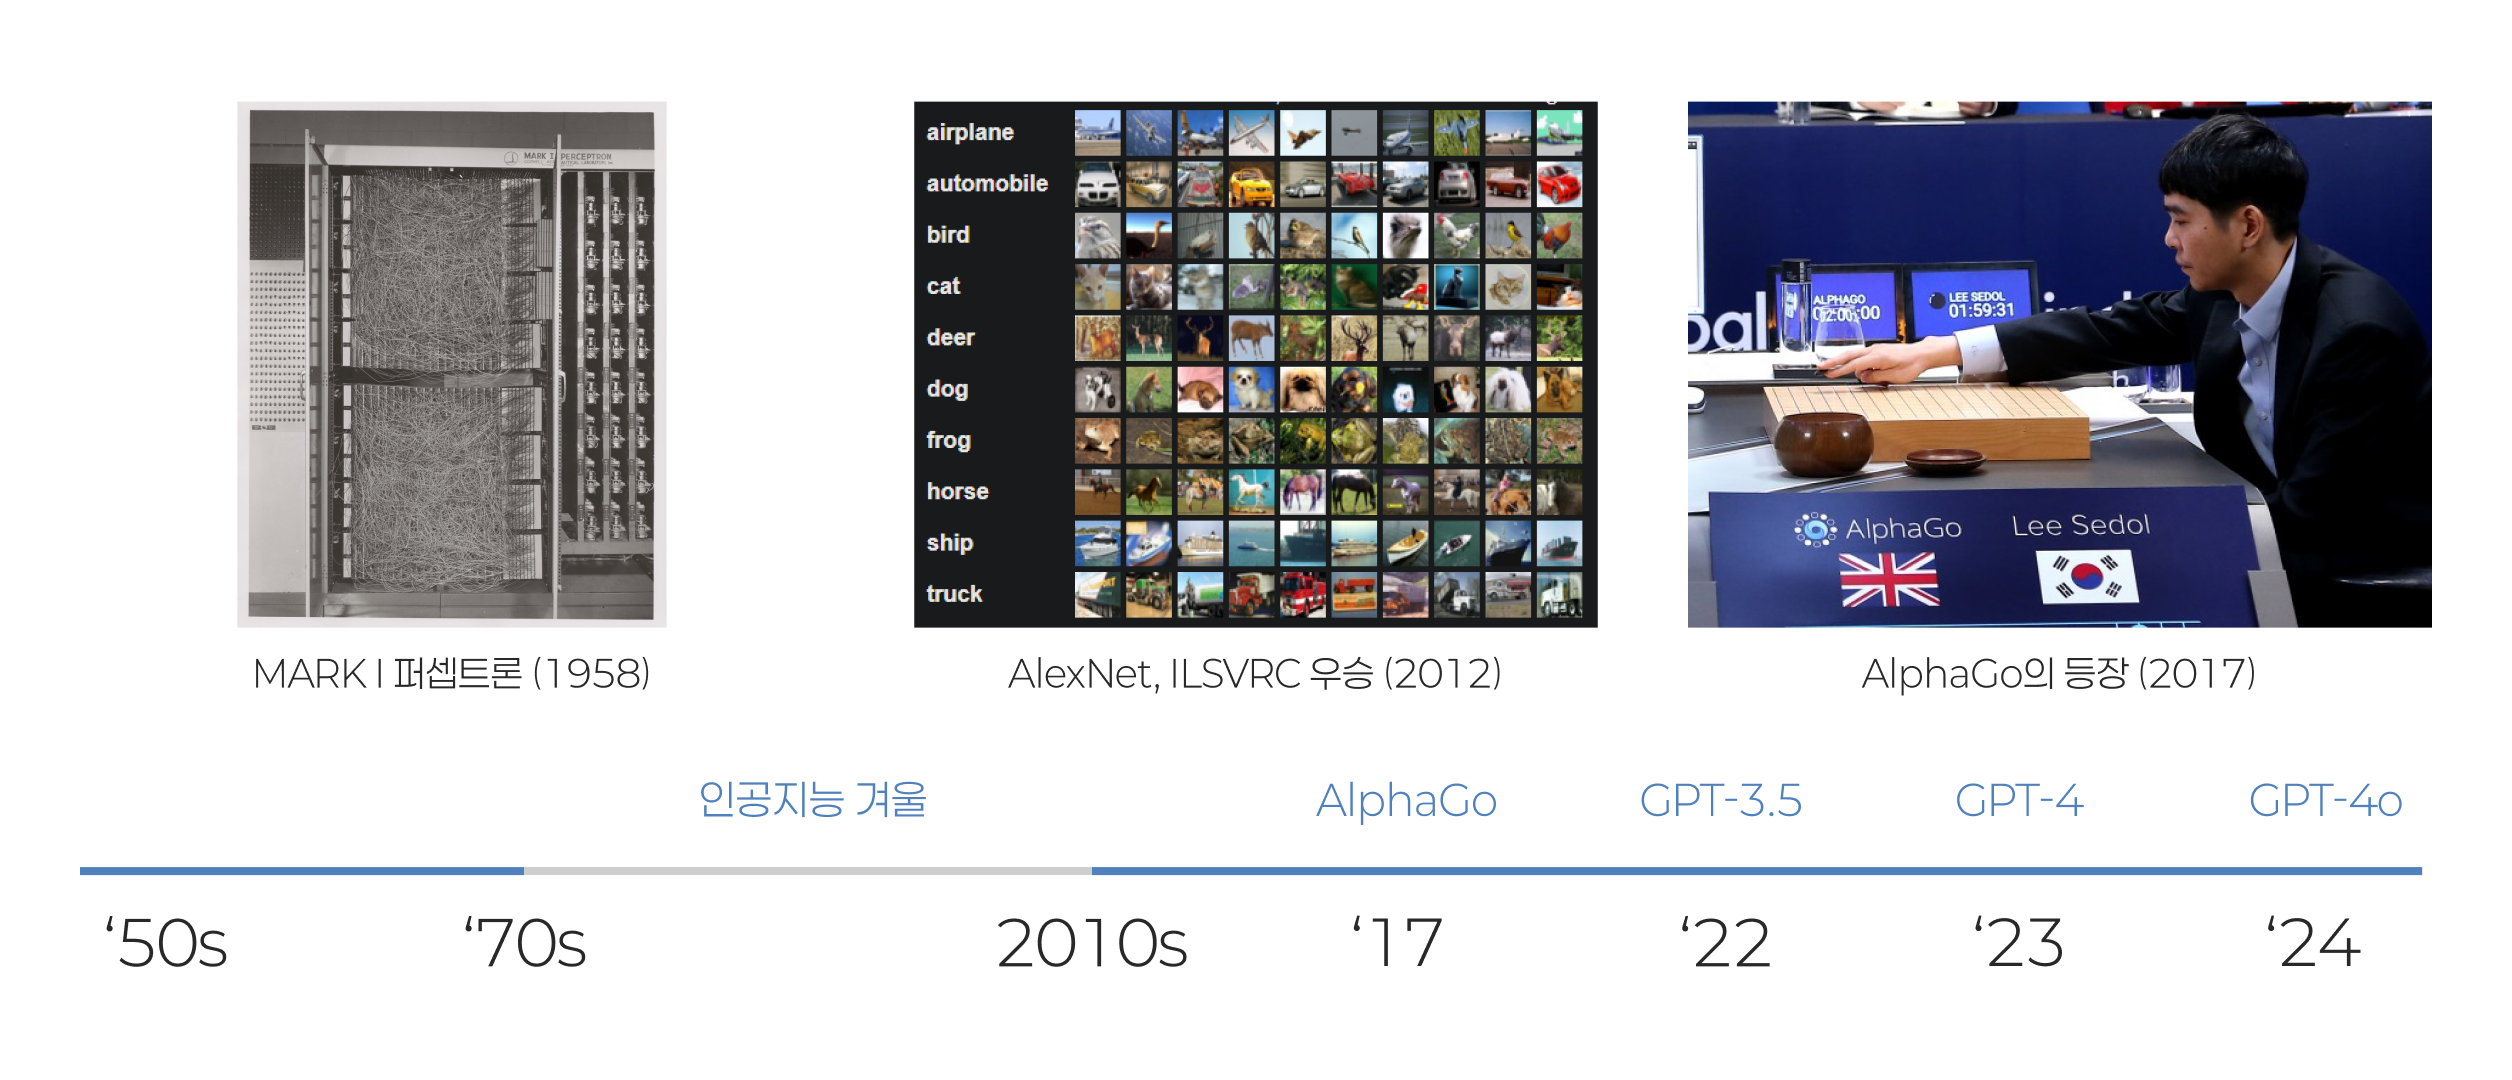 MARK I PERCEPTRON
airplane
automobile
bird
cat
deer
dog
frog
horse
ship
truck
ALPHAGO
LEE SEDOL
01:59:31
AlphaGo
Lee Sedol
MARK I 퍼셉트론 (1958)
AlexNet, ILSVRC 우승 (2012)
AlphaGo의 등장 (2017)
인공지능 겨울
AlphaGo
GPT-3.5
GPT-4
GPT-4o
‘50s
‘70s
2010s
‘17
‘22
‘23
‘24